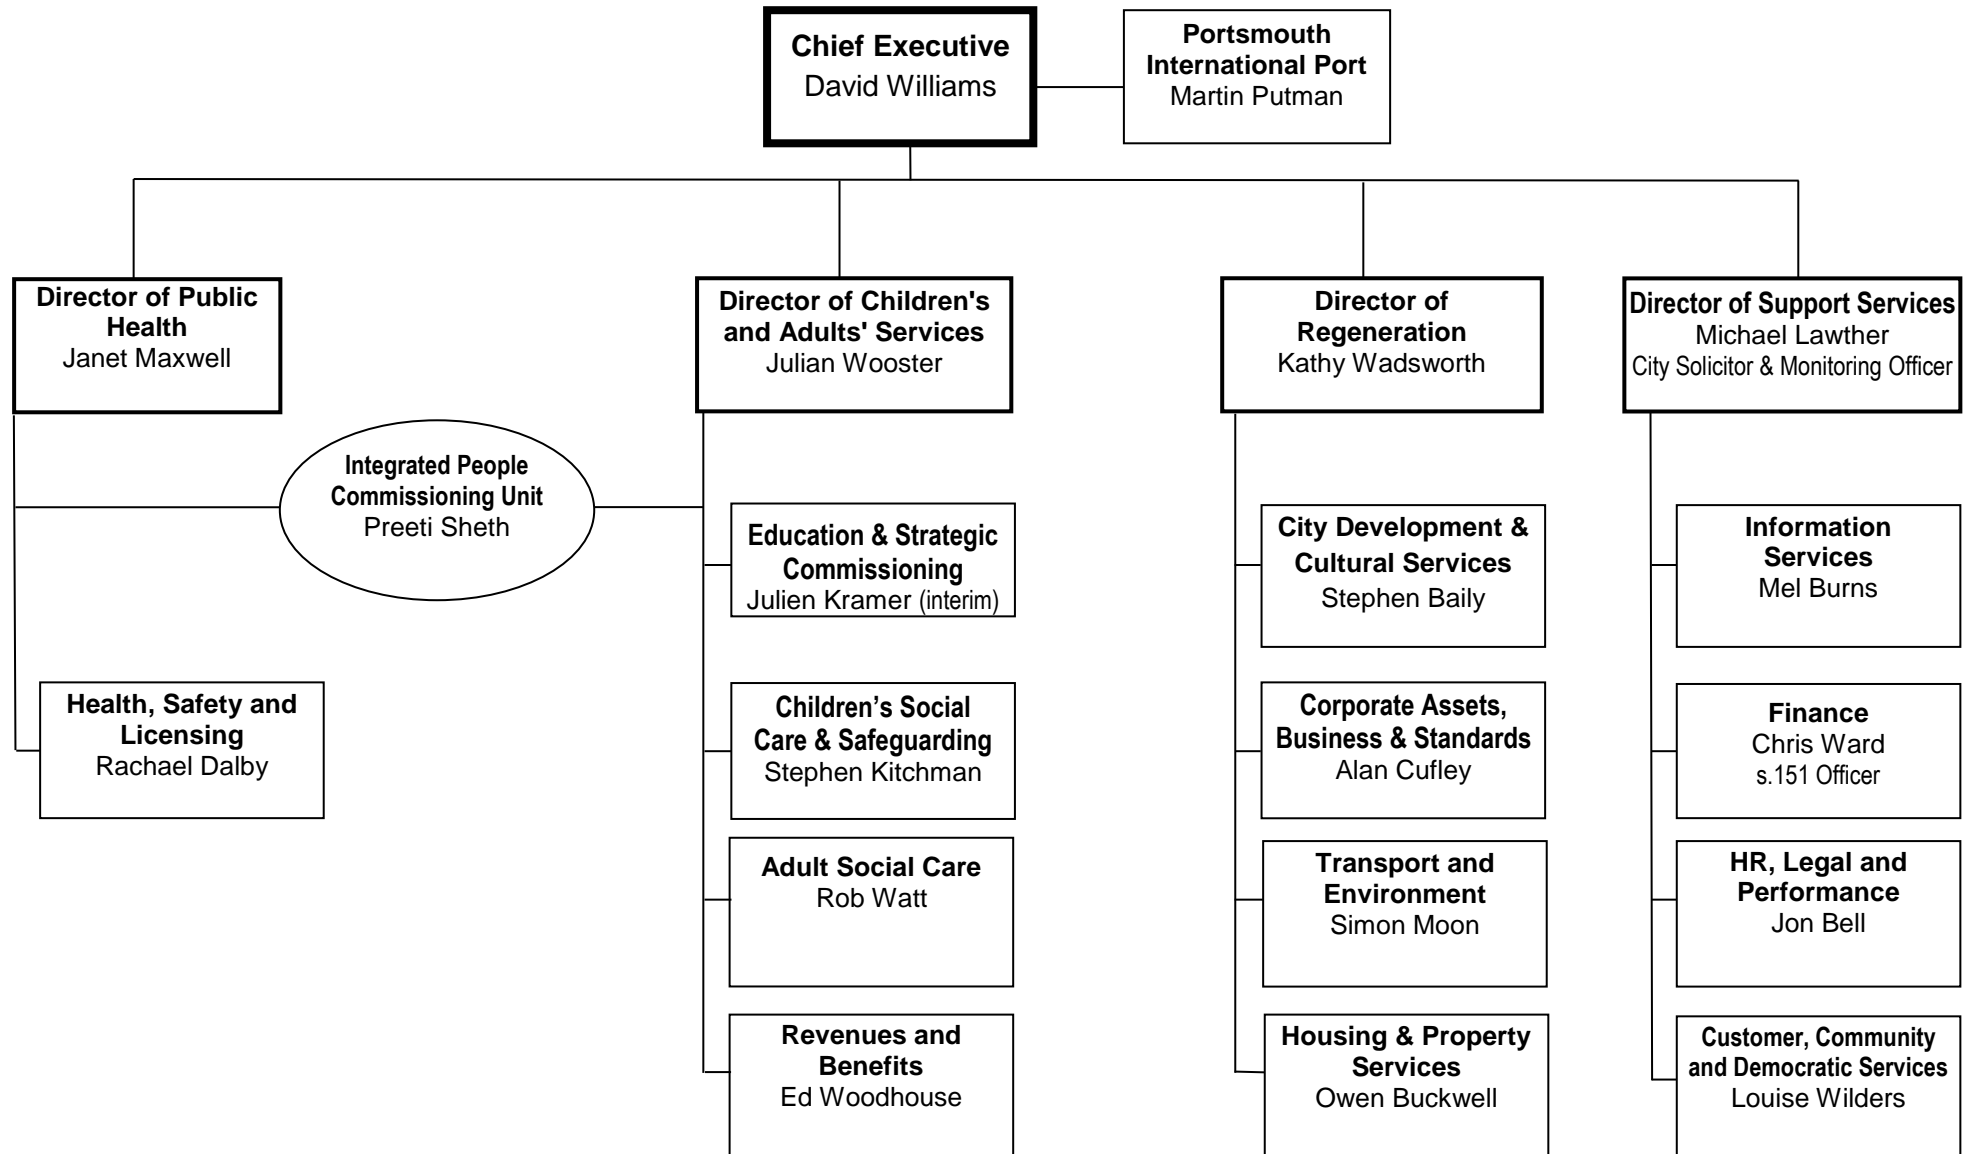 Chief Executive
David Williams
Portsmouth
International Port
Martin Putman
Director of Public
Health
Janet Maxwell
Director of Children's
and Adults' Services
Julian Wooster
Director of
Regeneration
Kathy Wadsworth
Director of Support Services
Michael Lawther
City Solicitor & Monitoring Officer
Integrated People
Commissioning Unit
Preeti Sheth
Health, Safety and
Licensing
Rachael Dalby
Education & Strategic
Commissioning
Julien Kramer (interim)
Children’s Social
Care & Safeguarding
Stephen Kitchman
Adult Social Care
Rob Watt
Revenues and
Benefits
Ed Woodhouse
City Development &
Cultural Services
Stephen Baily
Corporate Assets,
Business & Standards
Alan Cufley
Transport and
Environment
Simon Moon
Housing & Property
Services
Owen Buckwell
Information
Services
Mel Burns
Finance
Chris Ward
s.151 Officer
HR, Legal and
Performance
Jon Bell
Customer, Community
and Democratic Services
Louise Wilders